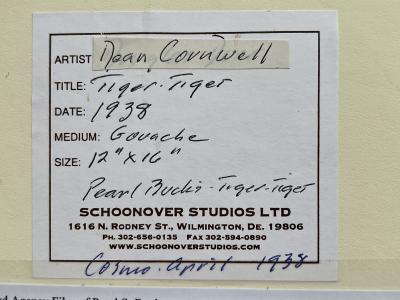 ARTIST Dean Cornwell
TITLE: Tiger-Tiger
DATE: 1938
MEDIUM: Gouache
SIZE: 12" x 16"
Pearl Buck's-Tiger-Tiger
SCHOONOVER STUDIOS LTD
1616 N. RODNEY ST., WILMINGTON, DE. 19806
PH. 302-656-0135 FAX 302-594-0890
WWW.SCHOONOVERSTUDIOS.COM
Cosmo. April 1938